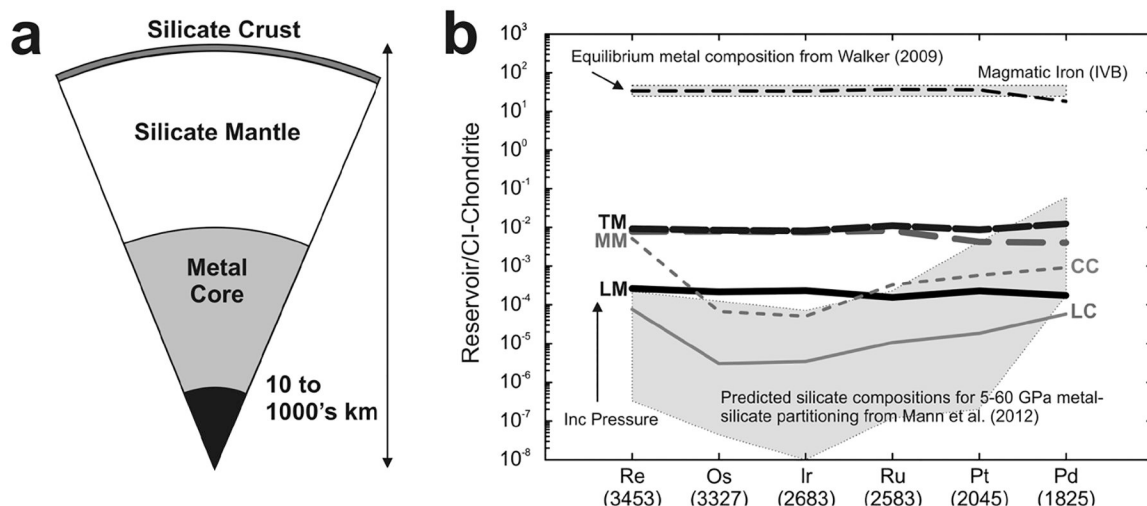 a
Silicate Crust
Silicate Mantle
Metal
Core
10 to
1000's km
b
Reservoir/CI-Chondrite
10³
10²
10¹
10⁰
10⁻¹
10⁻²
10⁻³
10⁻⁴
10⁻⁵
10⁻⁶
10⁻⁷
10⁻⁸
Equilibrium metal composition from Walker (2009)
Magmatic Iron (IVB)
TM
MM
LM
CC
LC
Inc Pressure
Predicted silicate compositions for 5-60 GPa metal-
silicate partitioning from Mann et al. (2012)
Re Os Ir Ru Pt Pd
(3453) (3327) (2683) (2583) (2045) (1825)